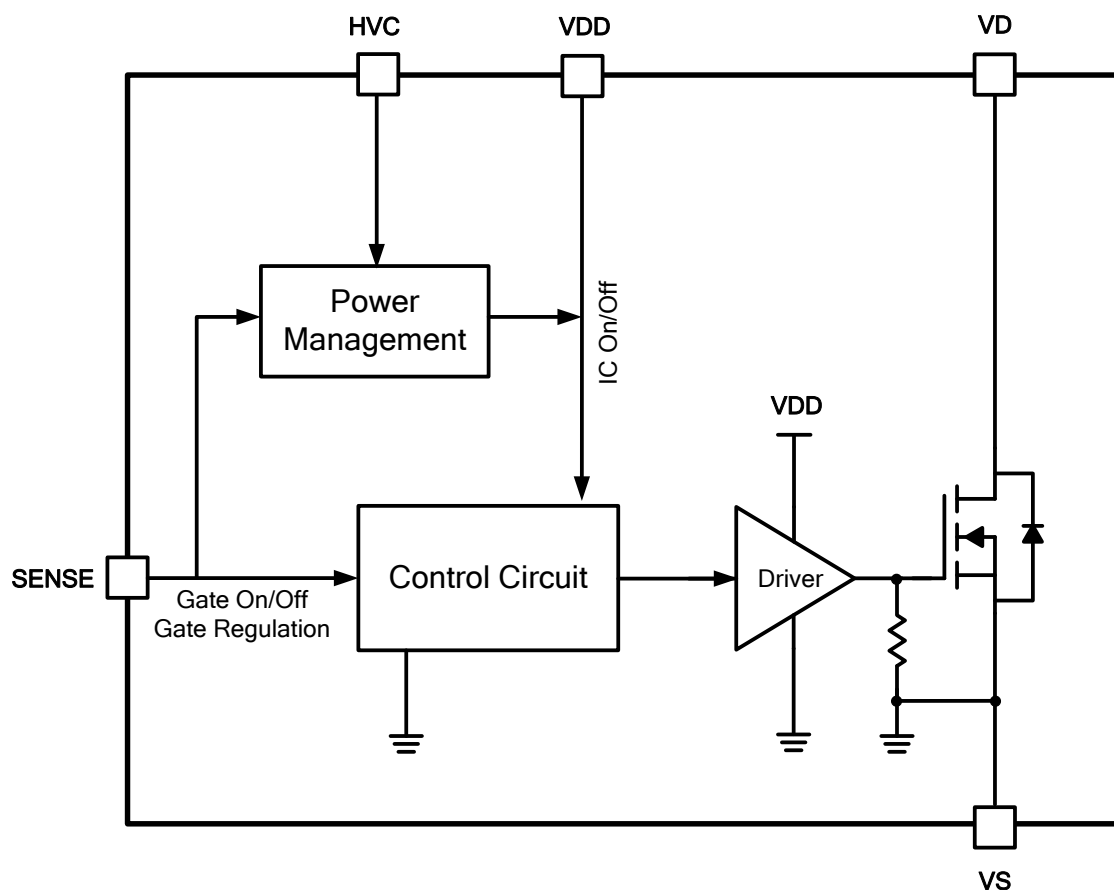 HVC
VDD
VD
Power
Management
IC On/Off
VDD
SENSE
Gate On/Off
Gate Regulation
Control Circuit
Driver
VS